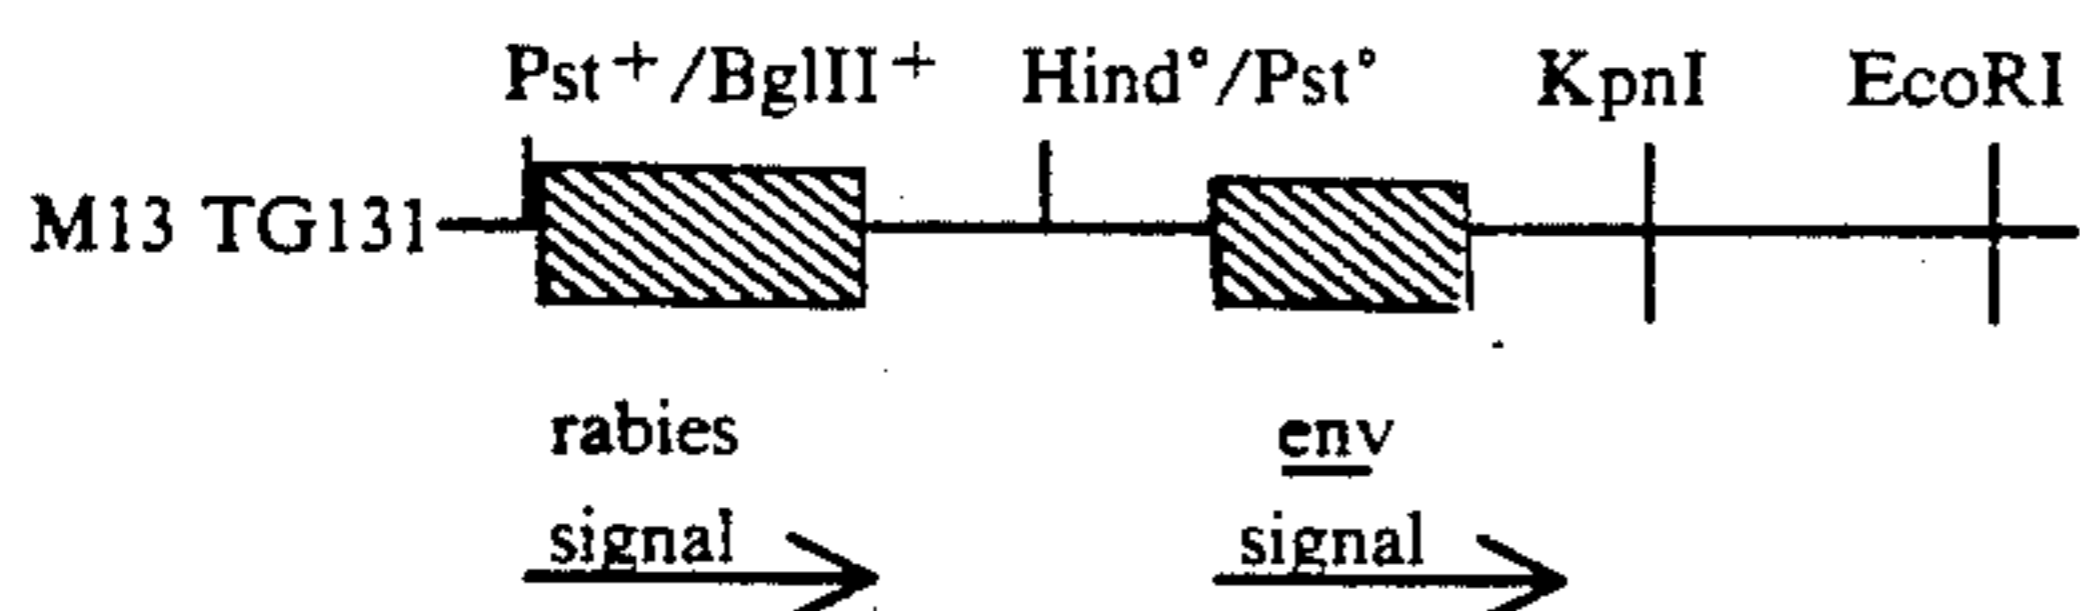 Pst+/BglII+ Hind°/Pst° KpnI EcoRI
M13 TG131
rabies env
signal signal